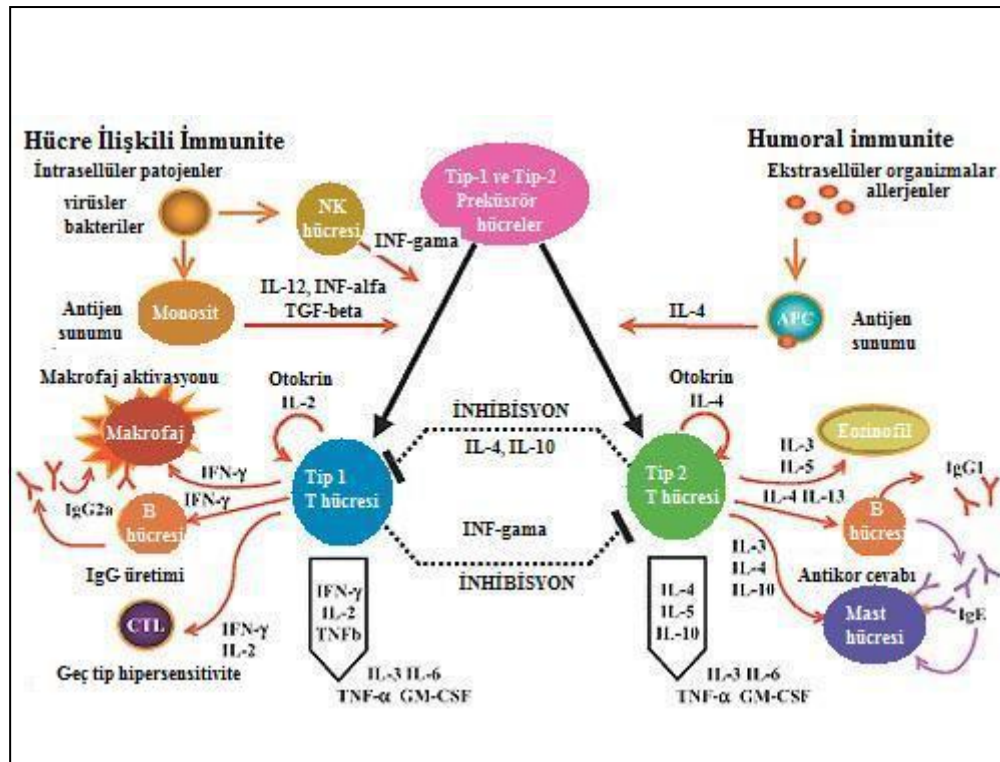 Hücre İlişkili İmmunite
İntrasellüler patojenler
virüsler
bakteriler
NK
hücresi
INF-gama
Antijen
sunumu
Monosit
IL-12, INF-alfa
TGF-beta
Tip-1 ve Tip-2
Preküsrör
hücreler
Humoral immunite
Ekstrasellüler organizmalar
allerjenler
IL-4
APC
Antijen
sunumu
Makrofaj aktivasyonu
Makrofaj
Otokrin
IL-2
IFN-γ
IFN-γ
IgG2a
B
hücresi
IgG üretimi
CTL
IFN-γ
IL-2
Geç tip hipersensitivite
Tip 1
T hücresi
İNHİBİSYON
IL-4, IL-10
INF-gama
İNHİBİSYON
IFN-γ
IL-2
TNFb
IL-3 IL-6
TNF-α GM-CSF
Otokrin
IL-4
Tip 2
T hücresi
IL-3
IL-5
Eozinofil
IL-4 IL-13
B
hücresi
IgG1
IL-3
IL-4
IL-10
Antikor cevabı
Mast
hücresi
IgE
IL-4
IL-5
IL-10
IL-3 IL-6
TNF-α GM-CSF